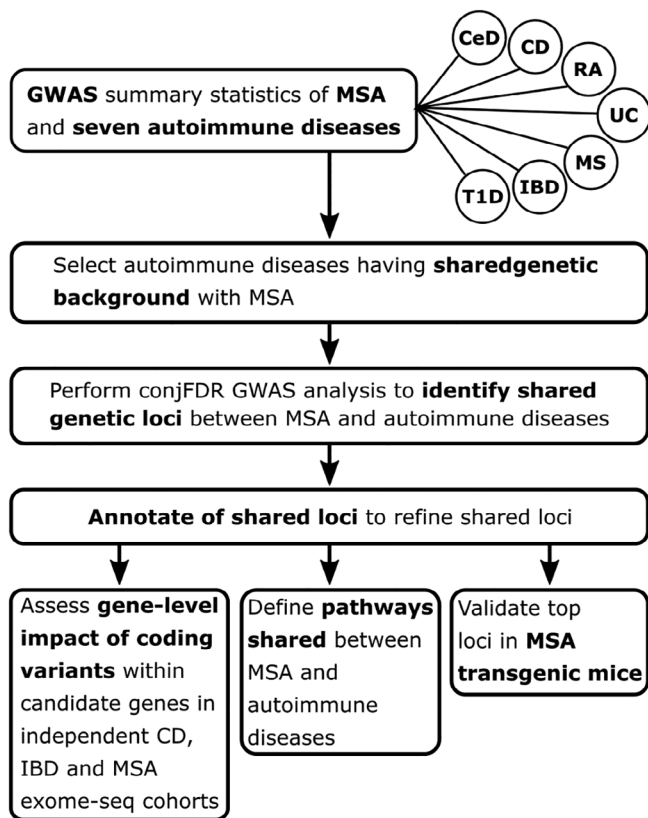 CeD
CD
RA
UC
MS
IBD
T1D
GWAS summary statistics of MSA
and seven autoimmune diseases
Select autoimmune diseases having sharedgenetic
background with MSA
Perform conjFDR GWAS analysis to identify shared
genetic loci between MSA and autoimmune diseases
Annotate of shared loci to refine shared loci
Assess gene-level
impact of coding
variants within
candidate genes in
independent CD,
IBD and MSA
exome-seq cohorts
Define pathways
shared between
MSA and
autoimmune
diseases
Validate top
loci in MSA
transgenic mice